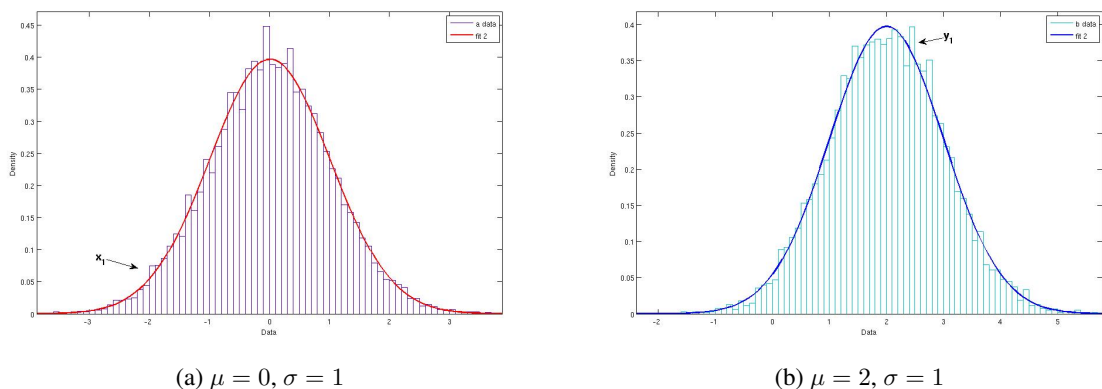 0.45
0.4
0.35
0.3
0.25
0.2
0.15
0.1
0.05
0
Density
-3
-2
-1
0
1
2
3
Data
a data
fit 2
x₁
(a) μ = 0, σ = 1
0.4
0.35
0.3
0.25
0.2
0.15
0.1
0.05
0
Density
-2
-1
0
1
2
3
4
5
Data
b data
fit 2
y₁
(b) μ = 2, σ = 1